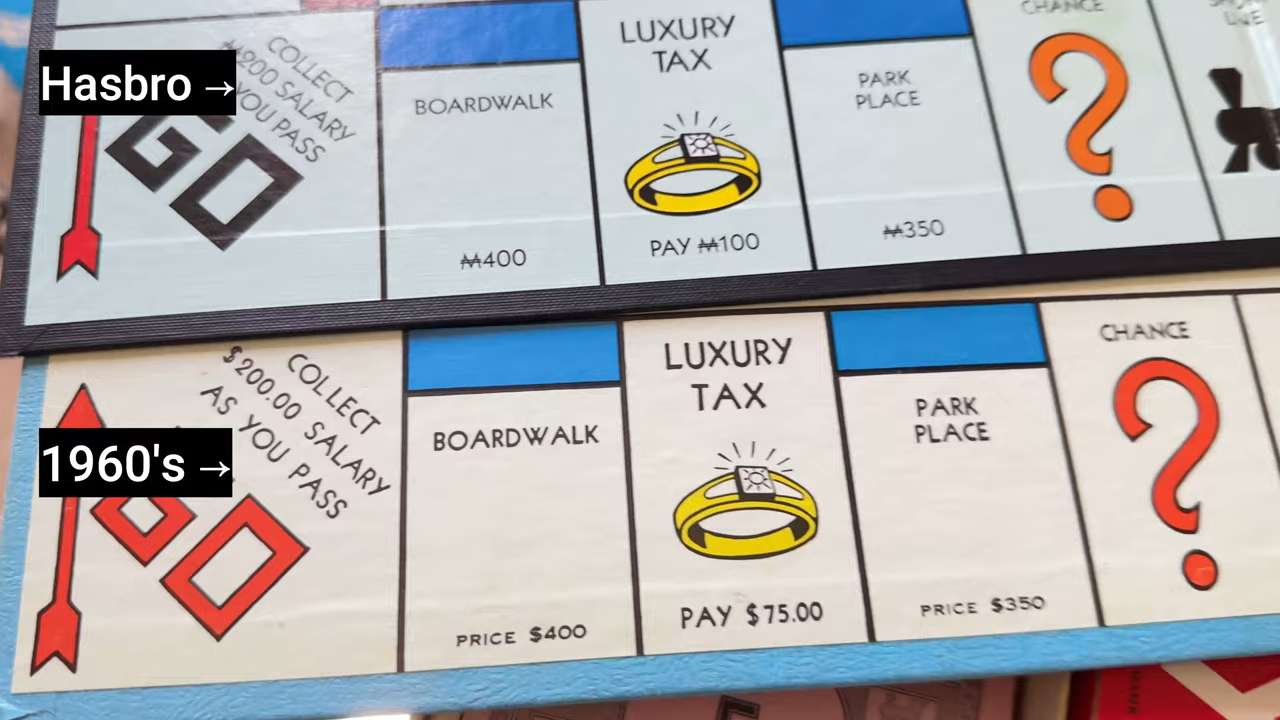 Hasbro →
COLLECT
₩200 SALARY
YOU PASS
GO
BOARDWALK
₩400
LUXURY
TAX
PAY ₩100
PARK
PLACE
₩350
CHANCE
?
LINE
1960's →
COLLECT
$200.00 SALARY
AS YOU PASS
GO
BOARDWALK
PRICE $400
LUXURY
TAX
PAY $75.00
PARK
PLACE
PRICE $350
CHANCE
?